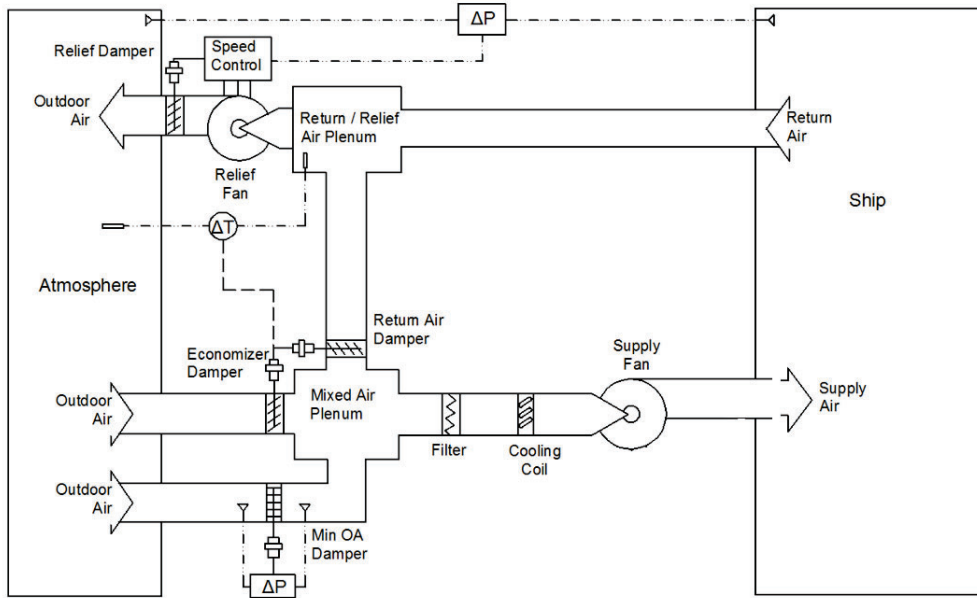 ΔP
Relief Damper
Speed
Control
Outdoor
Air
Return / Relief
Air Plenum
Return
Air
Relief
Fan
Ship
ΔT
Atmosphere
Return Air
Damper
Economizer
Damper
Supply
Fan
Mixed Air
Plenum
Outdoor
Air
Supply
Air
Filter
Cooling
Coil
Outdoor
Air
Min OA
Damper
ΔP